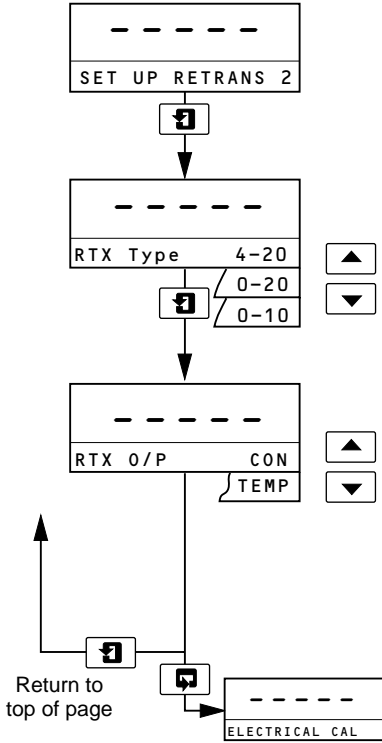 – – – – –
SET UP RETRANS 2
– – – – –
RTX Type 4–20
0–20
0–10
– – – – –
RTX O/P CON
TEMP
Return to
top of page
– – – – –
ELECTRICAL CAL